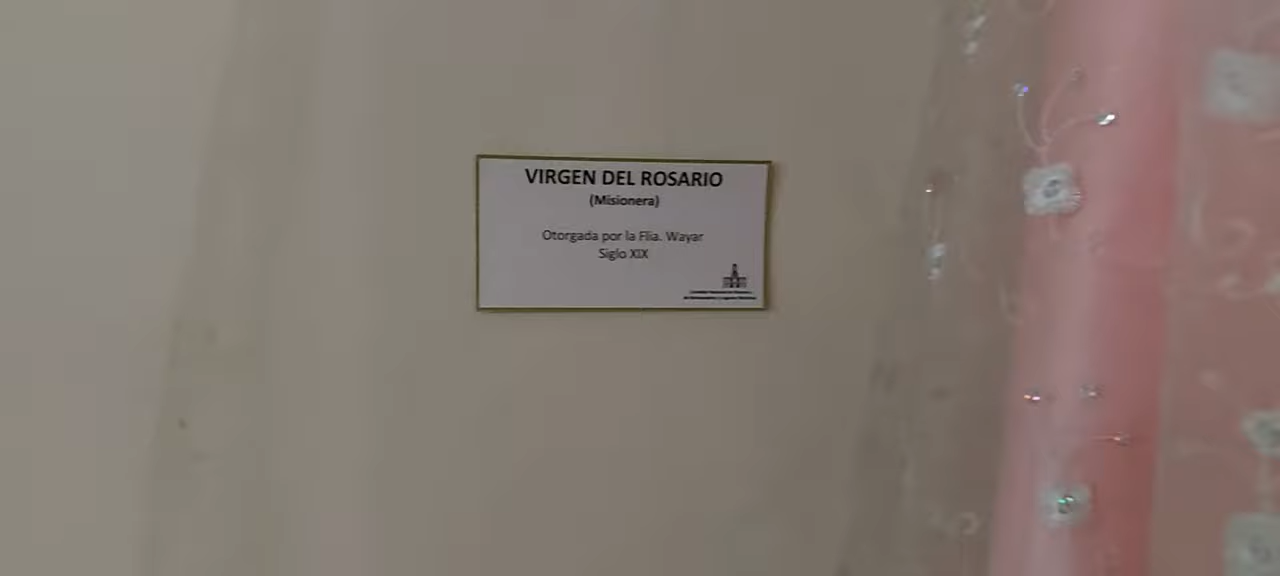 VIRGEN DEL ROSARIO
(Misionera)
Otorgada por la Flia. Wayar
Siglo XIX